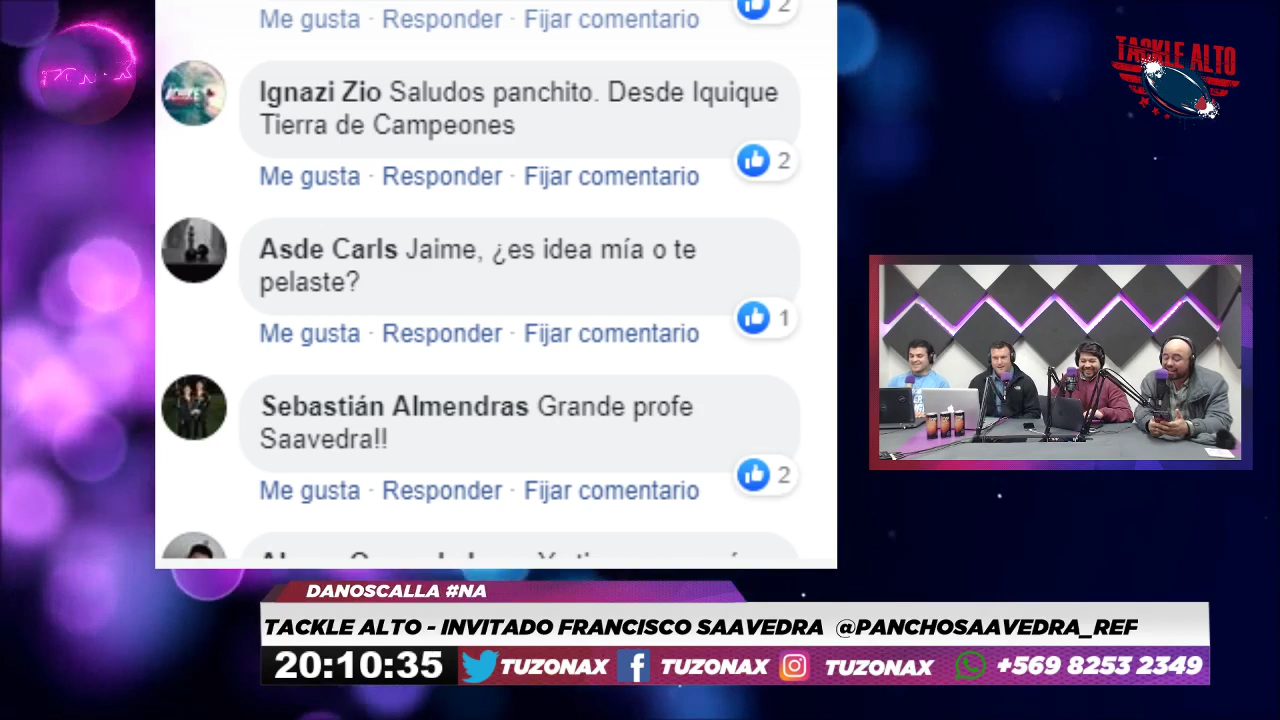 Me gusta · Responder · Fijar comentario
2
TACKLE ALTO
Ignazi Zio Saludos panchito. Desde Iquique
Tierra de Campeones
2
Me gusta · Responder · Fijar comentario
Asde Carls Jaime, ¿es idea mía o te
pelaste?
1
Me gusta · Responder · Fijar comentario
Sebastián Almendras Grande profe
Saavedra!!
2
Me gusta · Responder · Fijar comentario
DANOSCALLA #NA
TACKLE ALTO - INVITADO FRANCISCO SAAVEDRA @PANCHOSAAVEDRA_REF
20:10:35 TUZONAX TUZONAX TUZONAX +569 8253 2349